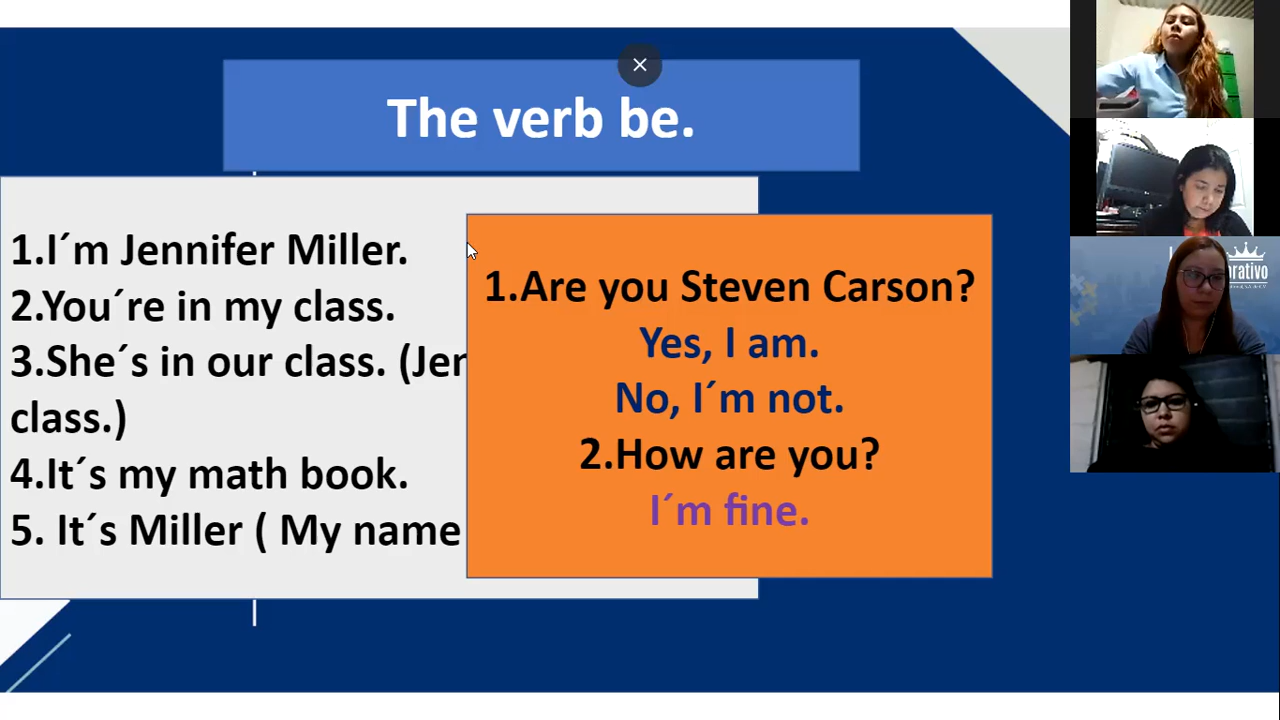 The verb be.
1.I´m Jennifer Miller.
2.You´re in my class.
3.She´s in our class. (Jen
class.)
4.It´s my math book.
5. It´s Miller ( My name
1.Are you Steven Carson?
Yes, I am.
No, I´m not.
2.How are you?
I´m fine.